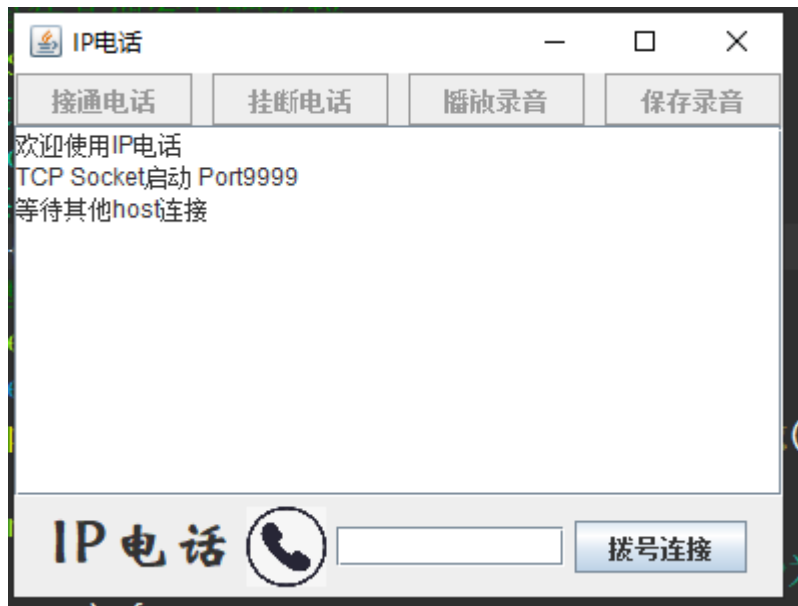 IP电话
接通电话 挂断电话 播放录音 保存录音
欢迎使用IP电话
TCP Socket启动 Port9999
等待其他host连接
IP电话 拨号连接